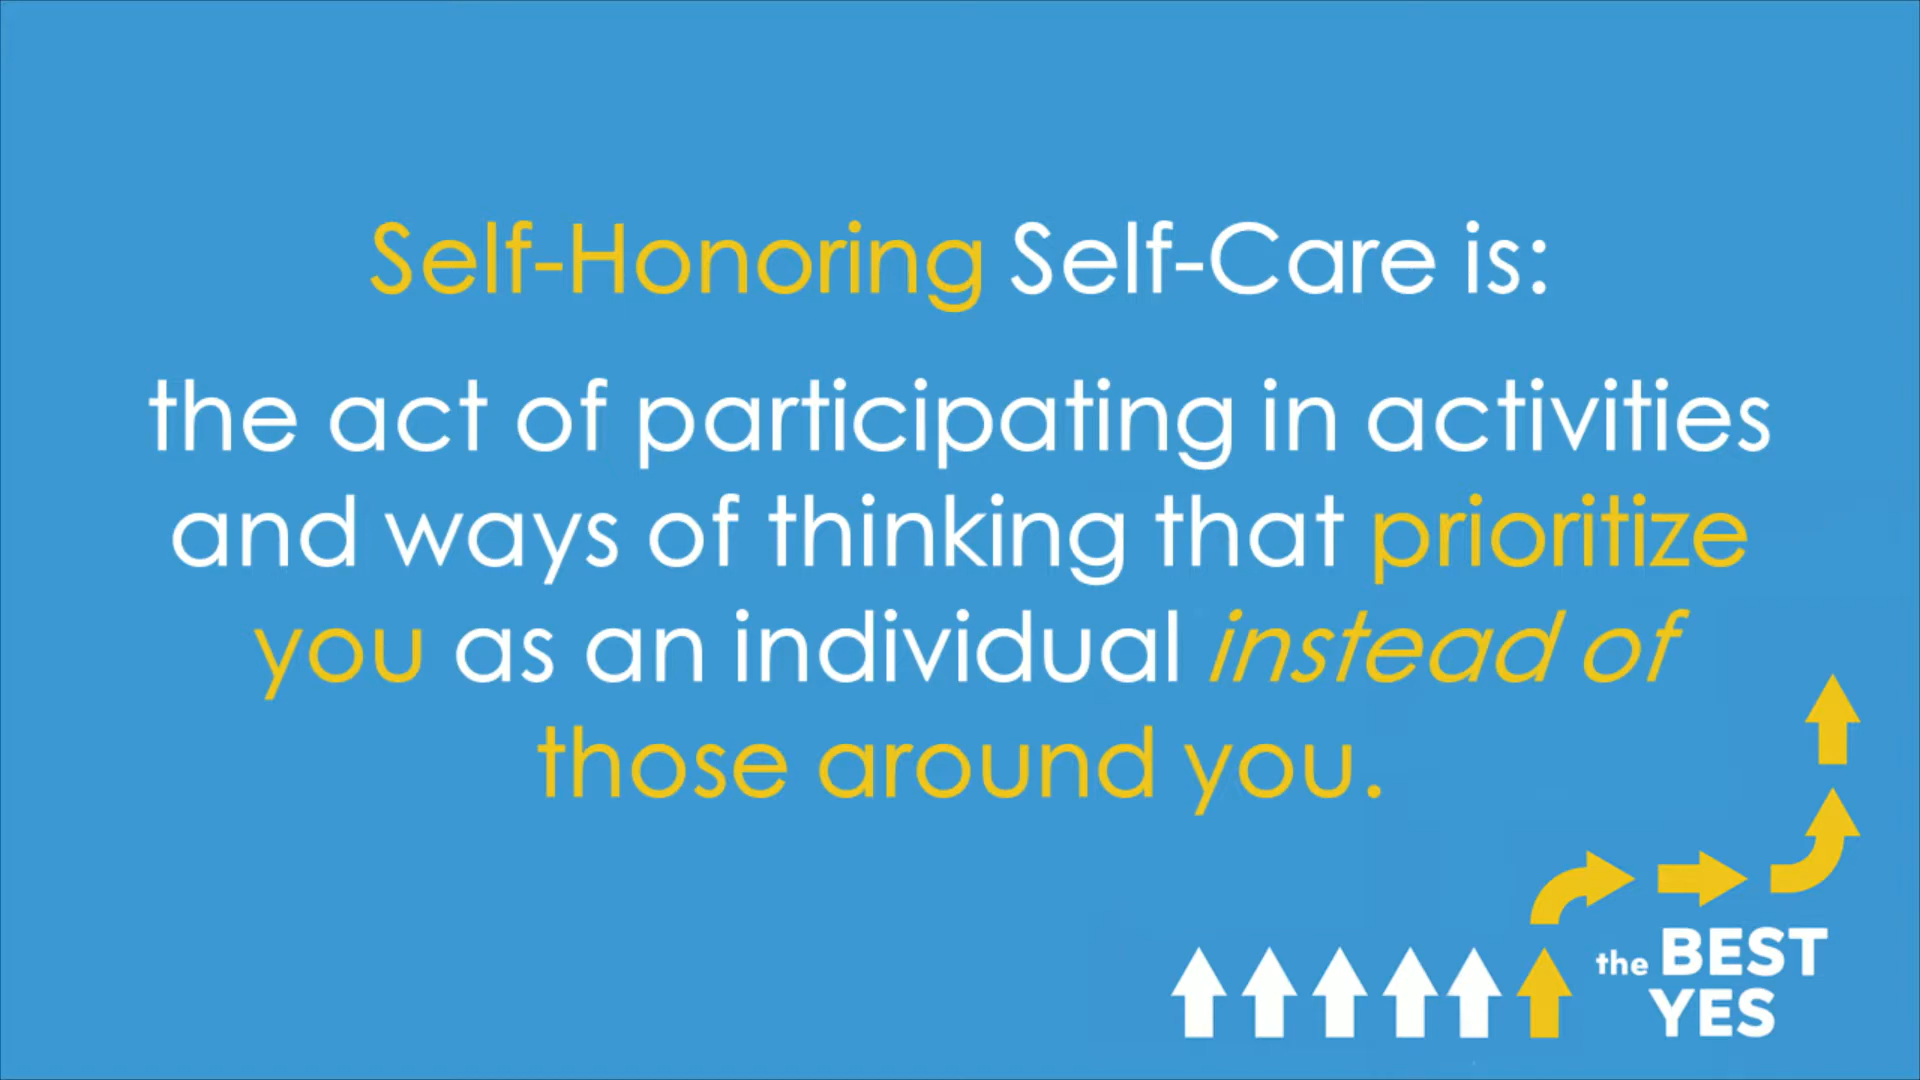 Self-Honoring Self-Care is:
the act of participating in activities
and ways of thinking that prioritize
you as an individual instead of
those around you.
the BEST
YES